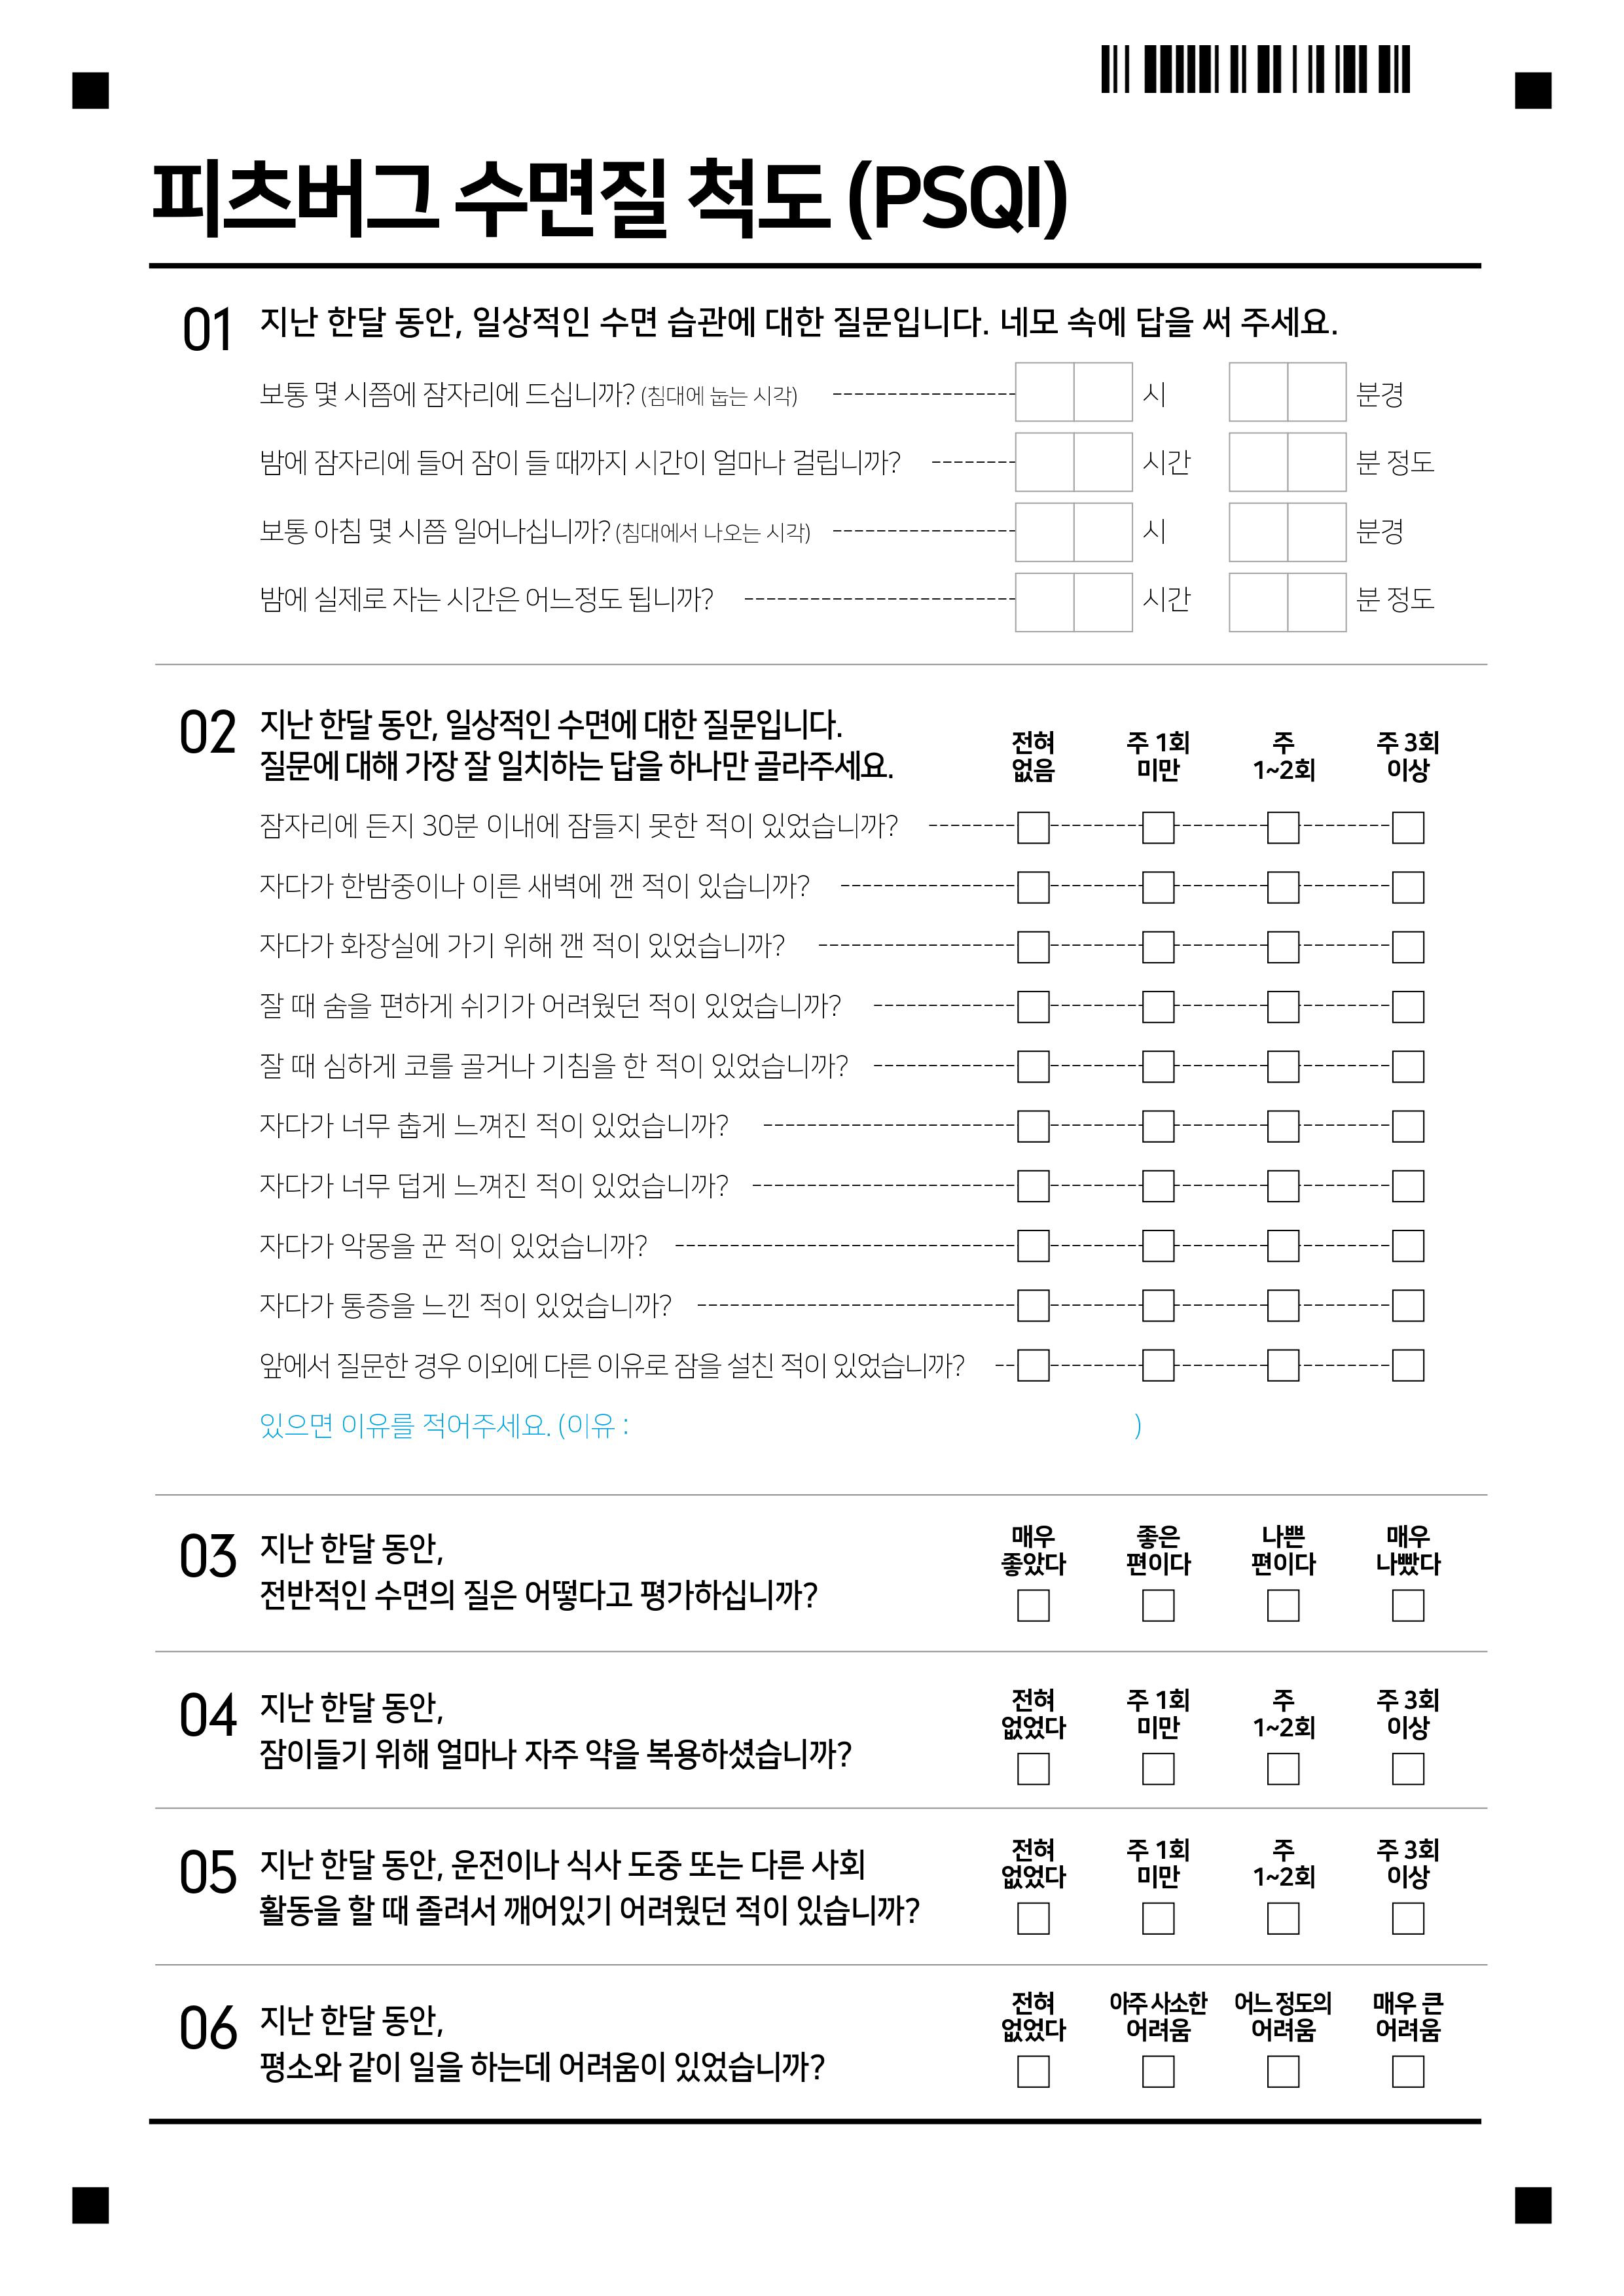 피츠버그 수면질 척도 (PSQI)
01 지난 한달 동안, 일상적인 수면 습관에 대한 질문입니다. 네모 속에 답을 써 주세요.
보통 몇 시쯤에 잠자리에 드십니까? (침대에 눕는 시각) 시 분경
밤에 잠자리에 들어 잠이 들 때까지 시간이 얼마나 걸립니까? 시간 분 정도
보통 아침 몇 시쯤 일어나십니까? (침대에서 나오는 시각) 시 분경
밤에 실제로 자는 시간은 어느정도 됩니까? 시간 분 정도
02 지난 한달 동안, 일상적인 수면에 대한 질문입니다.
질문에 대해 가장 잘 일치하는 답을 하나만 골라주세요.
전혀 없음 주 1회 미만 주 1~2회 주 3회 이상
잠자리에 든지 30분 이내에 잠들지 못한 적이 있었습니까?
자다가 한밤중이나 이른 새벽에 깬 적이 있습니까?
자다가 화장실에 가기 위해 깬 적이 있었습니까?
잘 때 숨을 편하게 쉬기가 어려웠던 적이 있었습니까?
잘 때 심하게 코를 골거나 기침을 한 적이 있었습니까?
자다가 너무 춥게 느껴진 적이 있었습니까?
자다가 너무 덥게 느껴진 적이 있었습니까?
자다가 악몽을 꾼 적이 있었습니까?
자다가 통증을 느낀 적이 있었습니까?
앞에서 질문한 경우 이외에 다른 이유로 잠을 설친 적이 있었습니까?
있으면 이유를 적어주세요. (이유 : )
03 지난 한달 동안,
전반적인 수면의 질은 어떻다고 평가하십니까?
매우 좋았다 좋은 편이다 나쁜 편이다 매우 나빴다
04 지난 한달 동안,
잠이들기 위해 얼마나 자주 약을 복용하셨습니까?
전혀 없었다 주 1회 미만 주 1~2회 주 3회 이상
05 지난 한달 동안, 운전이나 식사 도중 또는 다른 사회
활동을 할 때 졸려서 깨어있기 어려웠던 적이 있습니까?
전혀 없었다 주 1회 미만 주 1~2회 주 3회 이상
06 지난 한달 동안,
평소와 같이 일을 하는데 어려움이 있었습니까?
전혀 없었다 아주 사소한 어려움 어느 정도의 어려움 매우 큰 어려움